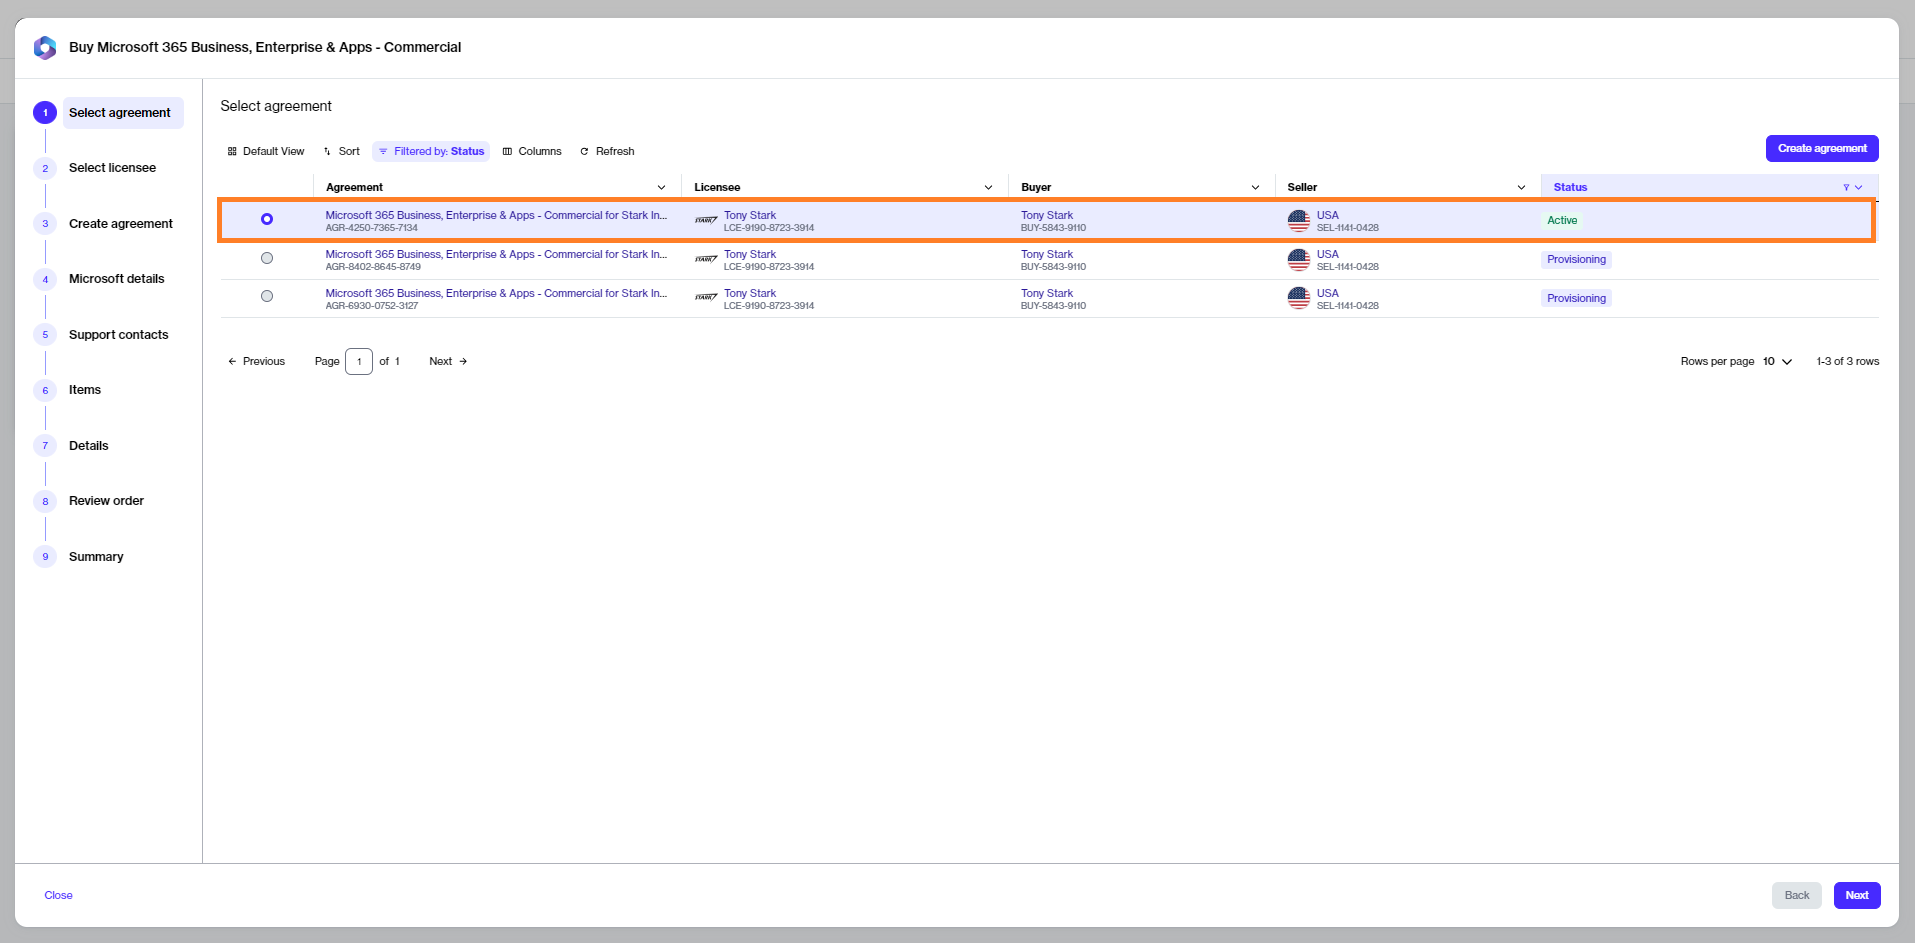 Buy Microsoft 365 Business, Enterprise & Apps - Commercial
1 Select agreement
2 Select licensee
3 Create agreement
4 Microsoft details
5 Support contacts
6 Items
7 Details
8 Review order
9 Summary
Select agreement
Default View Sort Filtered by: Status Columns Refresh
Create agreement
Agreement Licensee Buyer Seller Status
Microsoft 365 Business, Enterprise & Apps - Commercial for Stark In... STARK Tony Stark Tony Stark USA Active
AGR-4250-7365-7134 LCE-9190-8723-3914 BUY-5843-9110 SEL-1141-0428
Microsoft 365 Business, Enterprise & Apps - Commercial for Stark In... STARK Tony Stark Tony Stark USA Provisioning
AGR-8402-8645-8749 LCE-9190-8723-3914 BUY-5843-9110 SEL-1141-0428
Microsoft 365 Business, Enterprise & Apps - Commercial for Stark In... STARK Tony Stark Tony Stark USA Provisioning
AGR-6930-0752-3127 LCE-9190-8723-3914 BUY-5843-9110 SEL-1141-0428
Previous Page 1 of 1 Next Rows per page 10 1-3 of 3 rows
Close Back Next